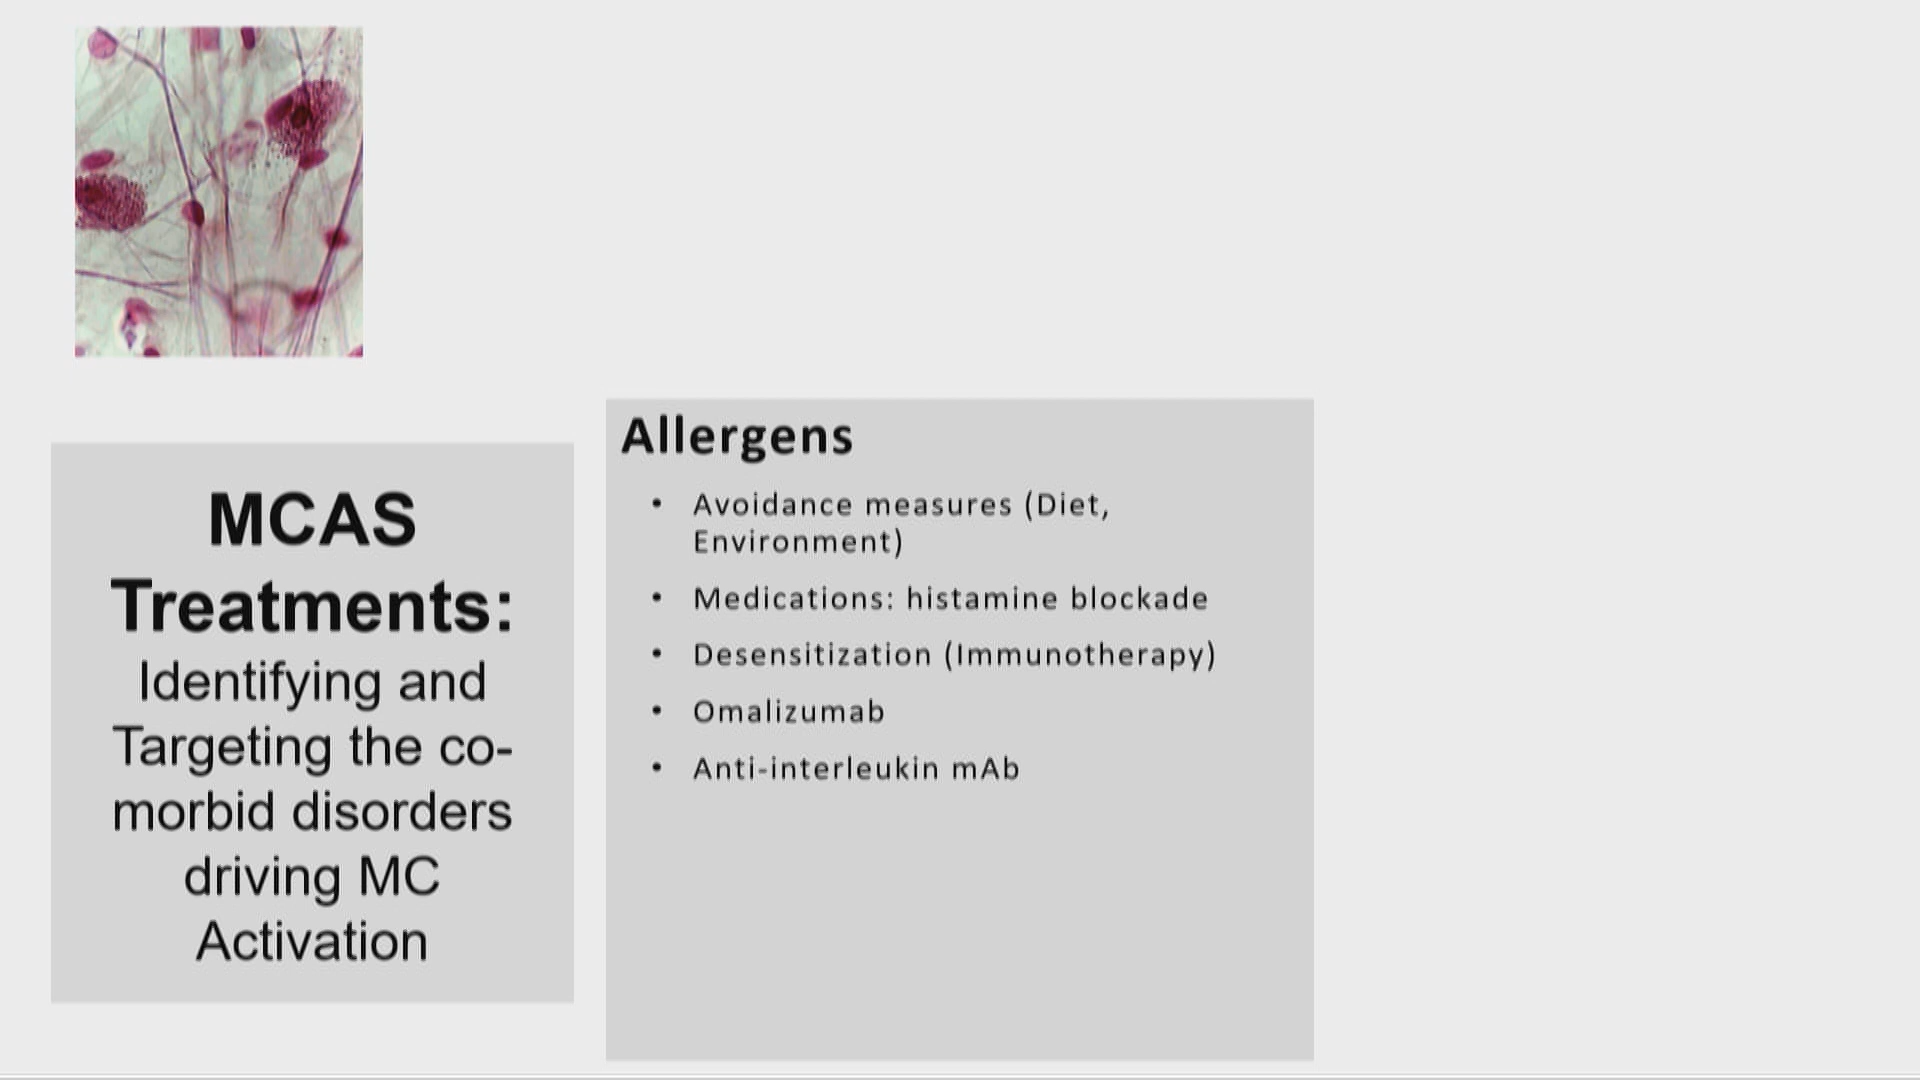 MCAS
Treatments:
Identifying and
Targeting the co-
morbid disorders
driving MC
Activation
Allergens
• Avoidance measures (Diet,
Environment)
• Medications: histamine blockade
• Desensitization (Immunotherapy)
• Omalizumab
• Anti-interleukin mAb